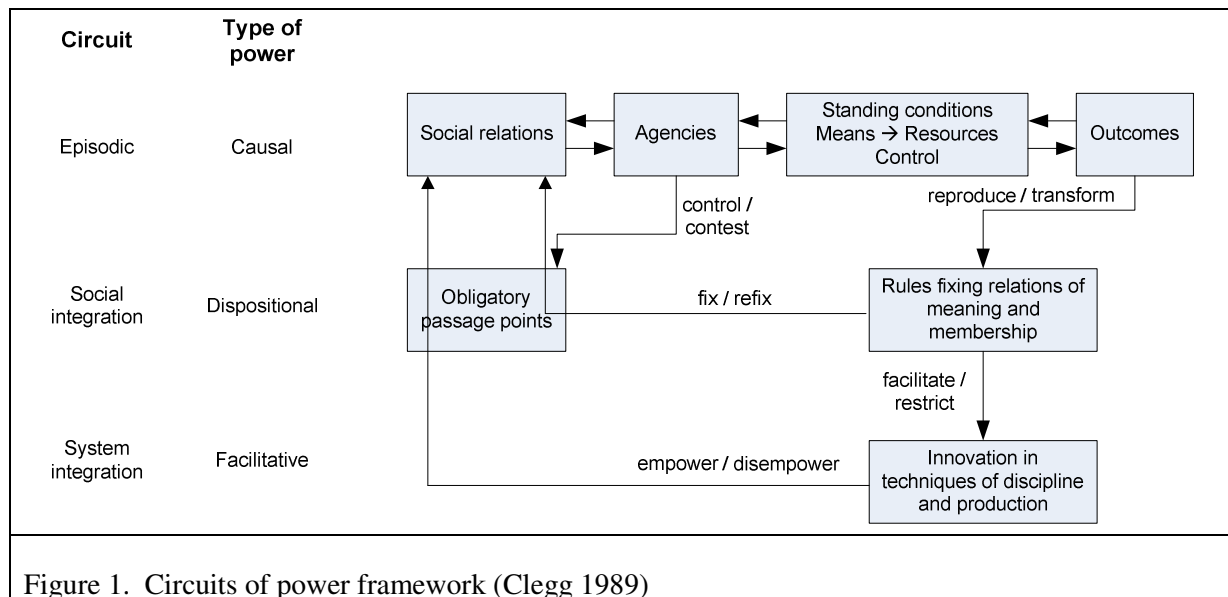 Circuit
Type of
power
Episodic
Causal
Social relations
Agencies
Standing conditions
Means → Resources
Control
Outcomes
control /
contest
reproduce / transform
Social
integration
Dispositional
Obligatory
passage points
fix / refix
Rules fixing relations of
meaning and
membership
facilitate /
restrict
System
integration
Facilitative
empower / disempower
Innovation in
techniques of discipline
and production
Figure 1. Circuits of power framework (Clegg 1989)